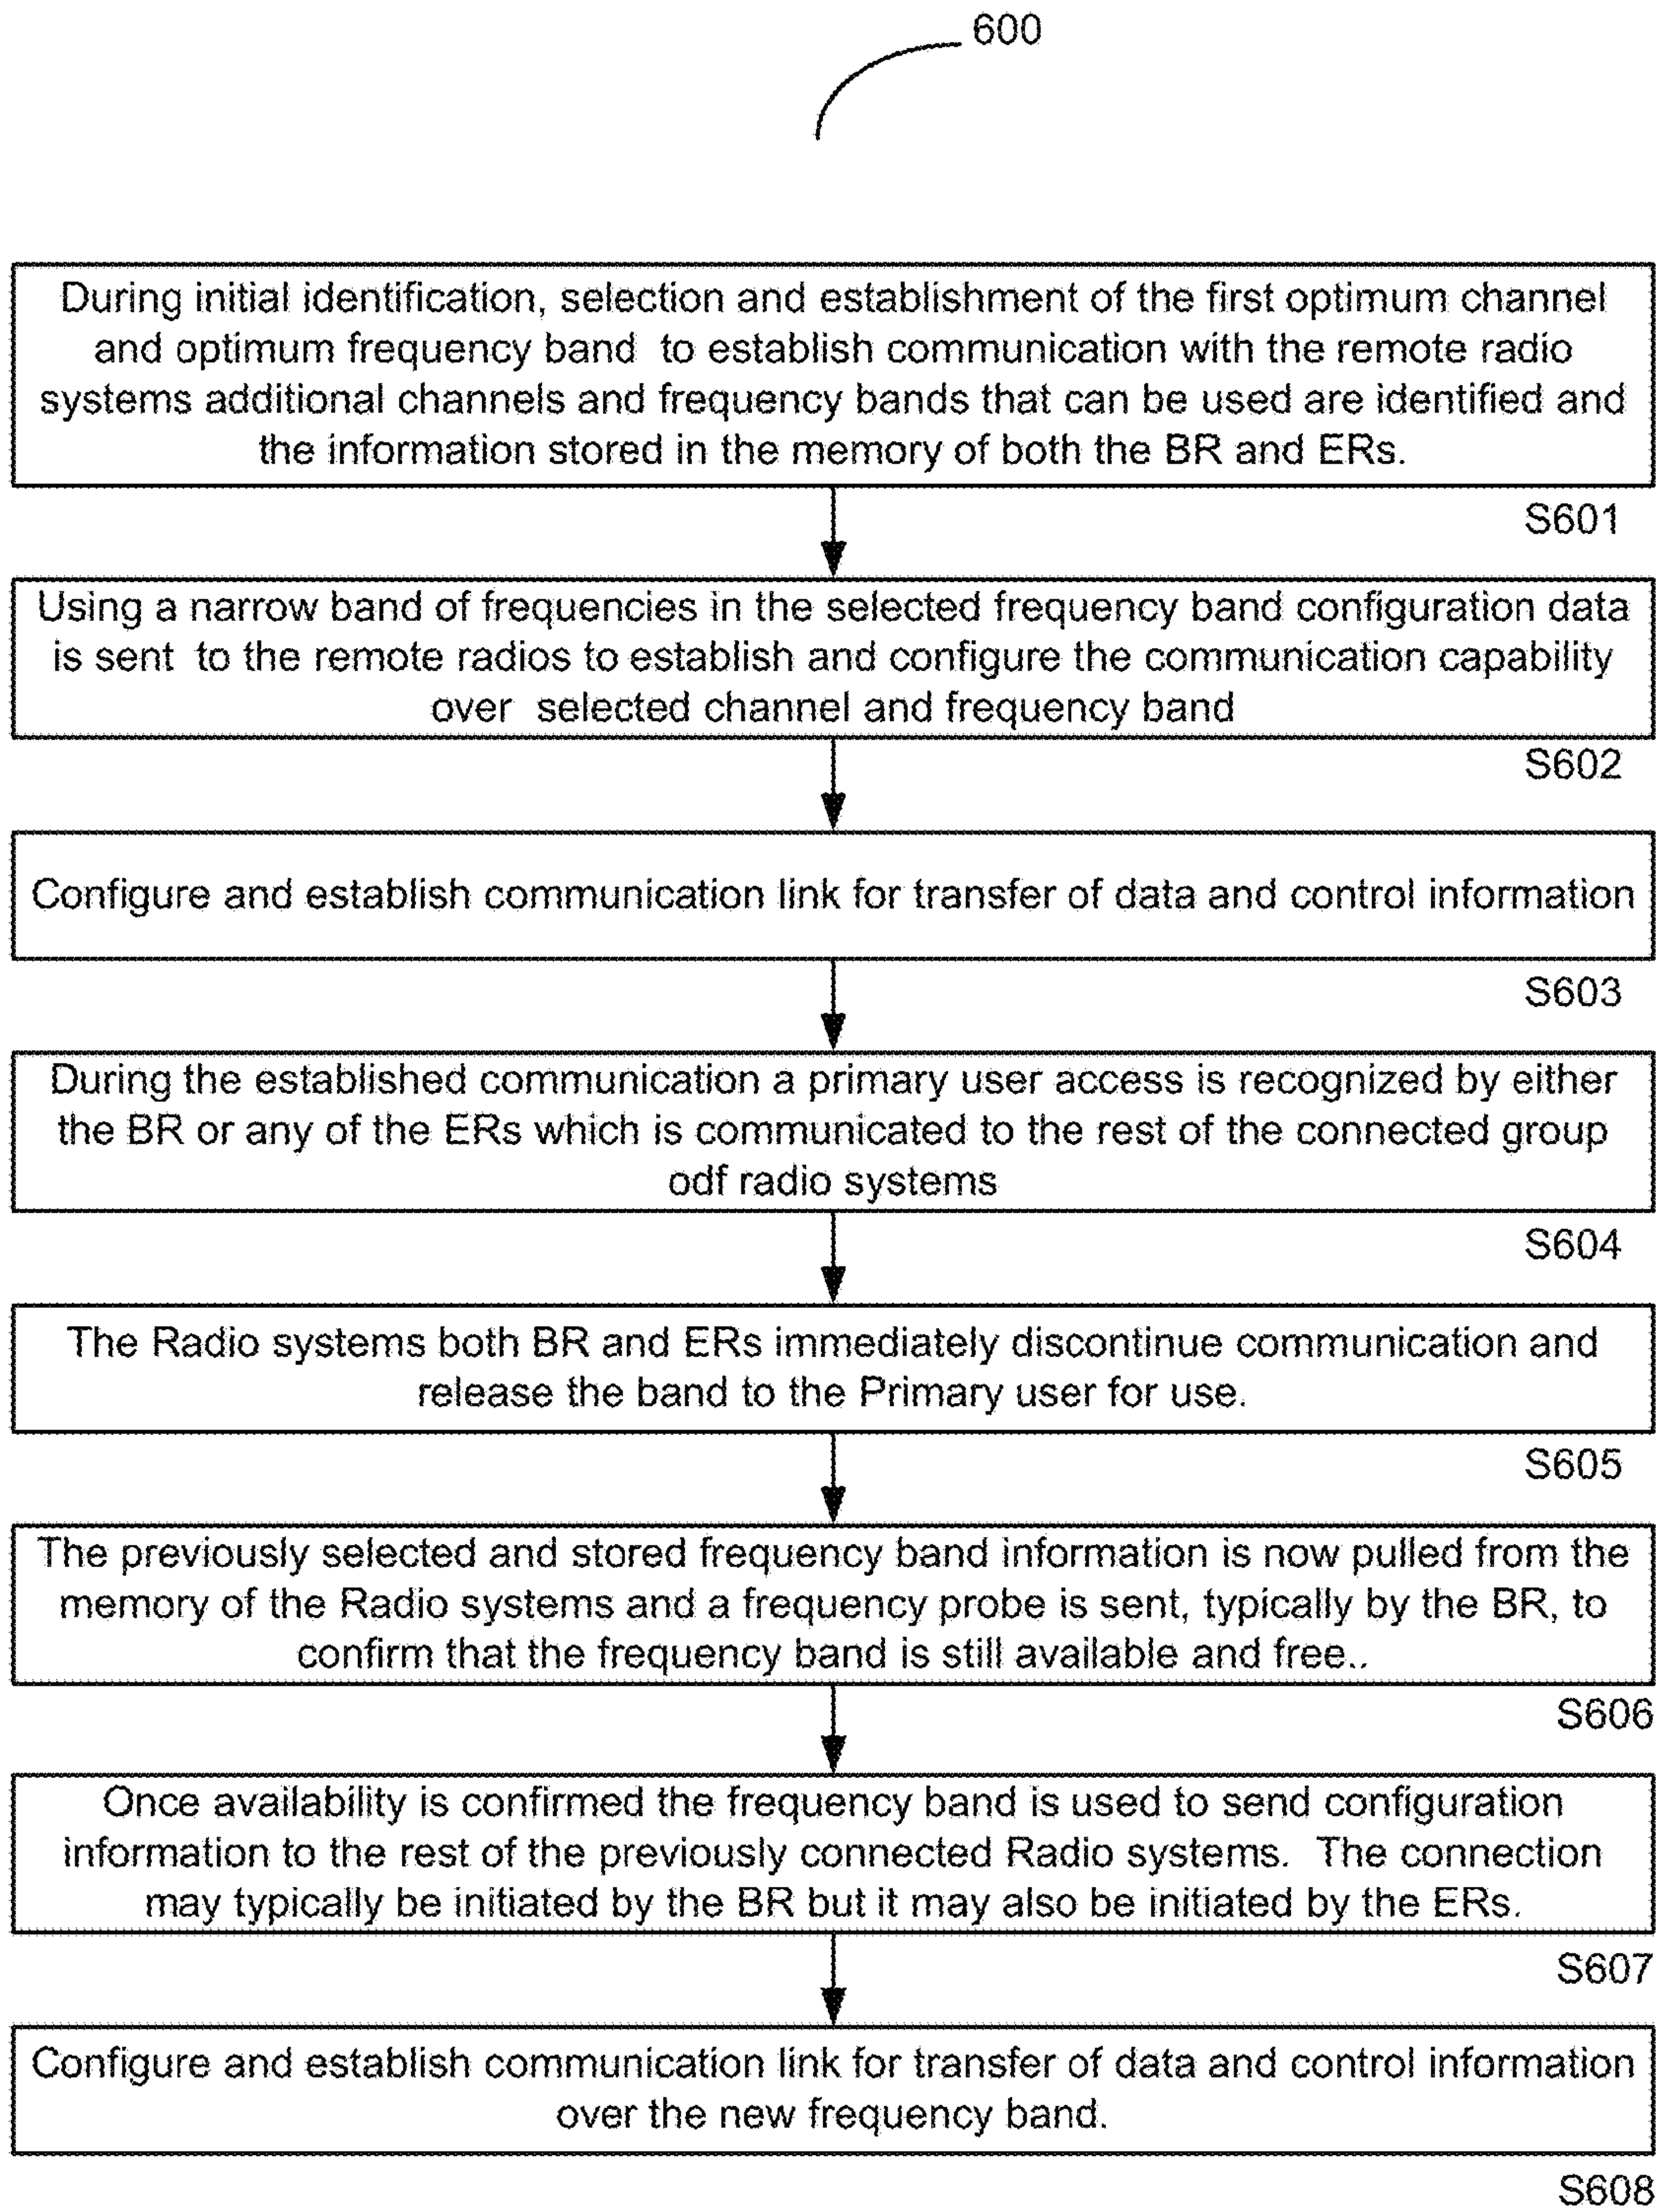 600
During initial identification, selection and establishment of the first optimum channel
and optimum frequency band to establish communication with the remote radio
systems additional channels and frequency bands that can be used are identified and
the information stored in the memory of both the BR and ERs.
S601
Using a narrow band of frequencies in the selected frequency band configuration data
is sent to the remote radios to establish and configure the communication capability
over selected channel and frequency band
S602
Configure and establish communication link for transfer of data and control information
S603
During the established communication a primary user access is recognized by either
the BR or any of the ERs which is communicated to the rest of the connected group
odf radio systems
S604
The Radio systems both BR and ERs immediately discontinue communication and
release the band to the Primary user for use.
S605
The previously selected and stored frequency band information is now pulled from the
memory of the Radio systems and a frequency probe is sent, typically by the BR, to
confirm that the frequency band is still available and free..
S606
Once availability is confirmed the frequency band is used to send configuration
information to the rest of the previously connected Radio systems. The connection
may typically be initiated by the BR but it may also be initiated by the ERs.
S607
Configure and establish communication link for transfer of data and control information
over the new frequency band.
S608